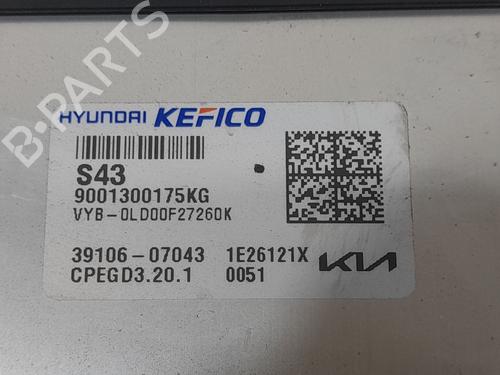 HYUNDAI KEFICO
S43
9001300175KG
VYB-0LD00F27260K
39106-07043 1E26121X
CPEGD3.20.1 0051
KIA
B-PARTS